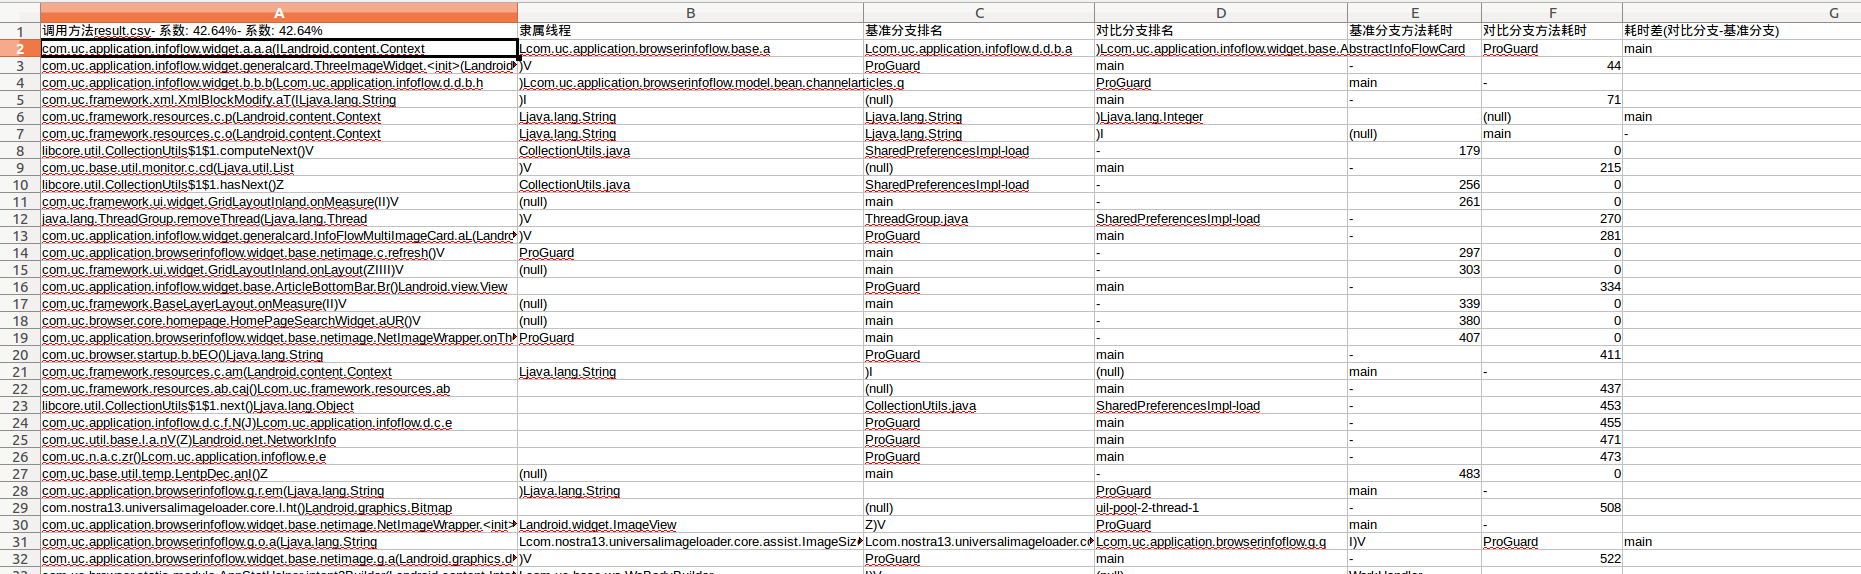 A B C D E F G
1 调用方法result.csv- 系数: 42.64%- 系数: 42.64% 隶属线程 基准分支排名 对比分支排名 基准分支方法耗时 对比分支方法耗时 耗时差(对比分支-基准分支)
2 com.uc.application.infoflow.widget.a.a.a(ILandroid.content.Context Lcom.uc.application.browserinfoflow.base.a Lcom.uc.application.infoflow.d.d.b.a )Lcom.uc.application.infoflow.widget.base.AbstractInfoFlowCard ProGuard main
3 com.uc.application.infoflow.widget.generalcard.ThreeImageWidget.<init>(Landroid )V ProGuard main - 44
4 com.uc.application.infoflow.widget.b.b.b(Lcom.uc.application.infoflow.d.d.b.h )Lcom.uc.application.browserinfoflow.model.bean.channelarticles.g ProGuard main -
5 com.uc.framework.xml.XmlBlockModify.aT(ILjava.lang.String )I (null) main - 71
6 com.uc.framework.resources.c.p(Landroid.content.Context Ljava.lang.String Ljava.lang.String )Ljava.lang.Integer (null) main
7 com.uc.framework.resources.c.o(Landroid.content.Context Ljava.lang.String Ljava.lang.String )I (null) main -
8 libcore.util.CollectionUtils$1$1.computeNext()V CollectionUtils.java SharedPreferencesImpl-load - 179 0
9 com.uc.base.util.monitor.c.cd(Ljava.util.List )V (null) main - 215
10 libcore.util.CollectionUtils$1$1.hasNext()Z CollectionUtils.java SharedPreferencesImpl-load - 256 0
11 com.uc.framework.ui.widget.GridLayoutInland.onMeasure(II)V (null) main - 261 0
12 java.lang.ThreadGroup.removeThread(Ljava.lang.Thread )V ThreadGroup.java SharedPreferencesImpl-load - 270
13 com.uc.application.infoflow.widget.generalcard.InfoFlowMultiImageCard.aL(Landro )V ProGuard main - 281
14 com.uc.application.browserinfoflow.widget.base.netimage.c.refresh()V ProGuard main - 297 0
15 com.uc.framework.ui.widget.GridLayoutInland.onLayout(ZIIII)V (null) main - 303 0
16 com.uc.application.infoflow.widget.base.ArticleBottomBar.Br()Landroid.view.View ProGuard main - 334
17 com.uc.framework.BaseLayerLayout.onMeasure(II)V (null) main - 339 0
18 com.uc.browser.core.homepage.HomePageSearchWidget.aUR()V (null) main - 380 0
19 com.uc.application.browserinfoflow.widget.base.netimage.NetImageWrapper.onTh ProGuard main - 407 0
20 com.uc.browser.startup.b.bEO()Ljava.lang.String ProGuard main - 411
21 com.uc.framework.resources.c.am(Landroid.content.Context Ljava.lang.String )I (null) main -
22 com.uc.framework.resources.ab.caj()Lcom.uc.framework.resources.ab (null) main - 437
23 libcore.util.CollectionUtils$1$1.next()Ljava.lang.Object CollectionUtils.java SharedPreferencesImpl-load - 453
24 com.uc.application.infoflow.d.c.f.N(J)Lcom.uc.application.infoflow.d.c.e ProGuard main - 455
25 com.uc.util.base.l.a.nV(Z)Landroid.net.NetworkInfo ProGuard main - 471
26 com.uc.n.a.c.zr()Lcom.uc.application.infoflow.e.e ProGuard main - 473
27 com.uc.base.util.temp.LentpDec.anI()Z (null) main - 483 0
28 com.uc.application.browserinfoflow.g.r.em(Ljava.lang.String )Ljava.lang.String ProGuard main -
29 com.nostra13.universalimageloader.core.l.ht()Landroid.graphics.Bitmap (null) uil-pool-2-thread-1 - 508
30 com.uc.application.browserinfoflow.widget.base.netimage.NetImageWrapper.<init> Landroid.widget.ImageView Z)V ProGuard main -
31 com.uc.application.browserinfoflow.g.o.a(Ljava.lang.String Lcom.nostra13.universalimageloader.core.assist.ImageSiz Lcom.nostra13.universalimageloader.co Lcom.uc.application.browserinfoflow.g.q I)V ProGuard main
32 com.uc.application.browserinfoflow.widget.base.netimage.g.a(Landroid.graphics.d )V ProGuard main - 522